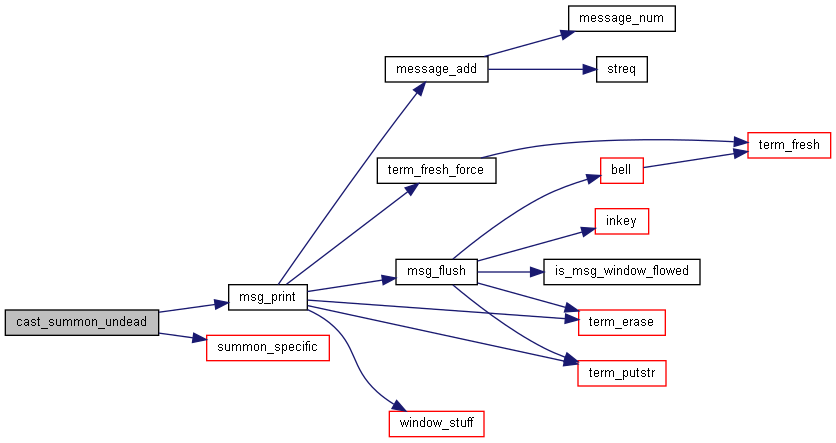 message_num
message_add
streq
term_fresh
term_fresh_force
bell
inkey
msg_flush
is_msg_window_flowed
msg_print
cast_summon_undead
term_erase
summon_specific
term_putstr
window_stuff